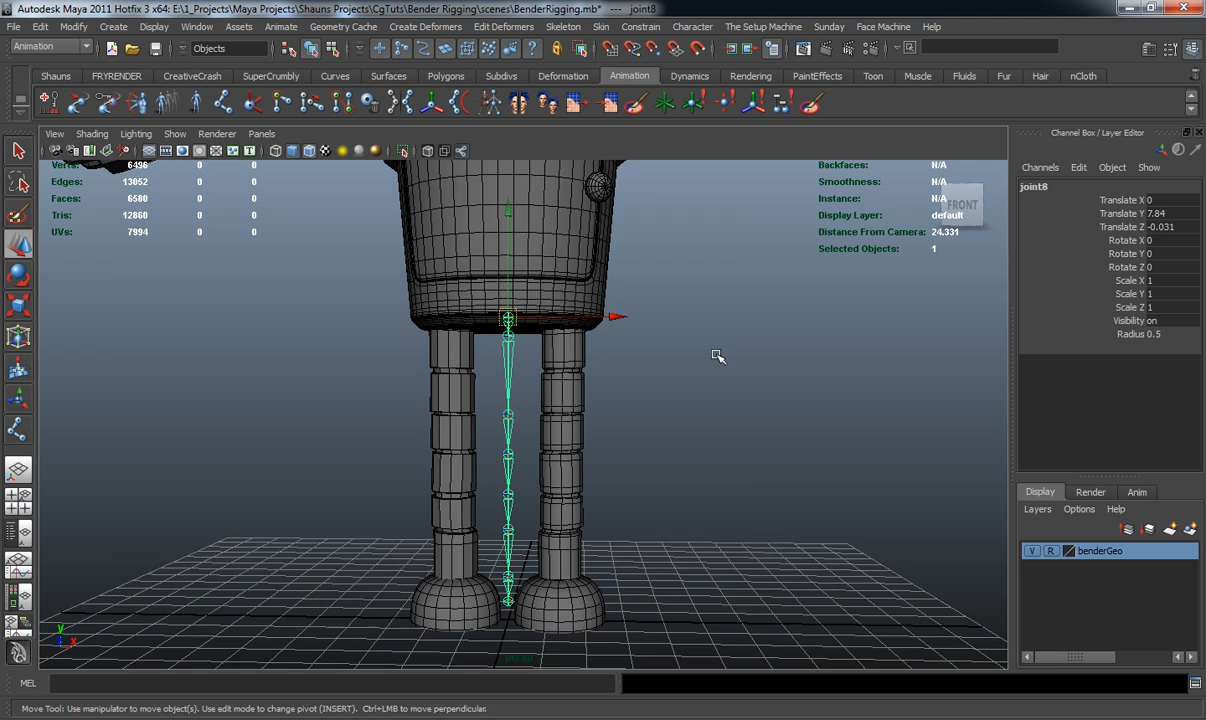 Autodesk Maya 2011 Hotfix 3 x64: E:\1_Projects\Maya Projects\Shauns Projects\CgTuts\Bender Rigging\scenes\BenderRigging.mb* --- joint8
File Edit Modify Create Display Window Assets Animate Geometry Cache Create Deformers Edit Deformers Skeleton Skin Constrain Character The Setup Machine Sunday Face Machine Help
Animation Objects
Shauns FRYRENDER CreativeCrash SuperCrumbly Curves Surfaces Polygons Subdivs Deformation Animation Dynamics Rendering PaintEffects Toon Muscle Fluids Fur Hair nCloth
View Shading Lighting Show Renderer Panels
Channel Box / Layer Editor
Verts: 6496 0 0
Edges: 13052 0 0
Faces: 6580 0 0
Tris: 12860 0 0
UVs: 7994 0 0
Backfaces: N/A
Smoothness: N/A
Instance: N/A
Display Layer: default
Distance From Camera: 24.331
Selected Objects: 1
FRONT
Channels Edit Object Show
joint8
Translate X 0
Translate Y 7.84
Translate Z -0.031
Rotate X 0
Rotate Y 0
Rotate Z 0
Scale X 1
Scale Y 1
Scale Z 1
Visibility on
Radius 0.5
Display Render Anim
Layers Options Help
V R benderGeo
y
x
persp
MEL
Move Tool: Use manipulator to move object(s). Use edit mode to change pivot (INSERT). Ctrl+LMB to move perpendicular.